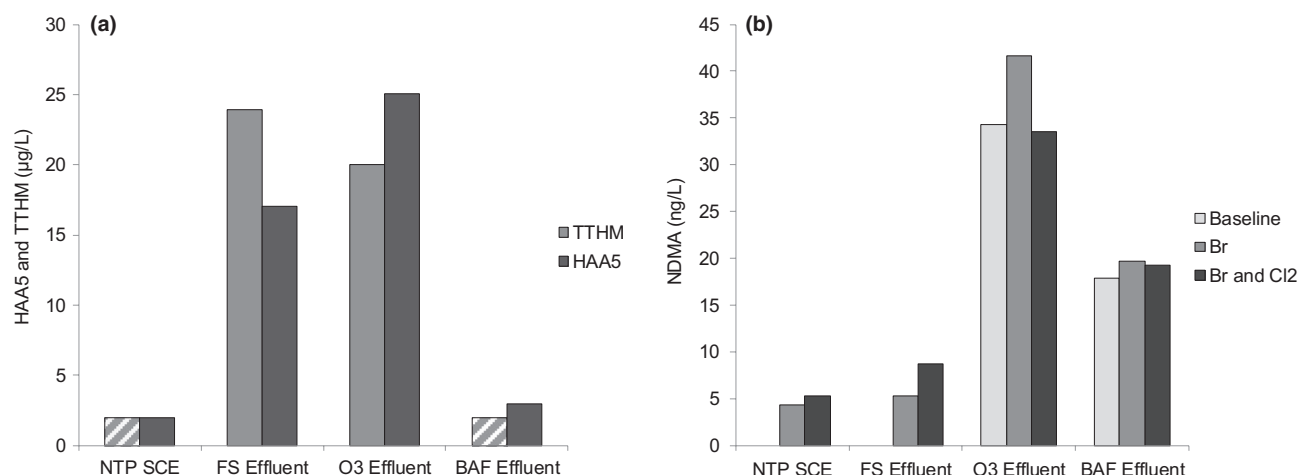 (a)
HAA5 and TTHM (µg/L)
30
25
20
15
10
5
0
NTP SCE FS Effluent O3 Effluent BAF Effluent
TTHM
HAA5
(b)
NDMA (ng/L)
45
40
35
30
25
20
15
10
5
0
NTP SCE FS Effluent O3 Effluent BAF Effluent
Baseline
Br
Br and Cl2